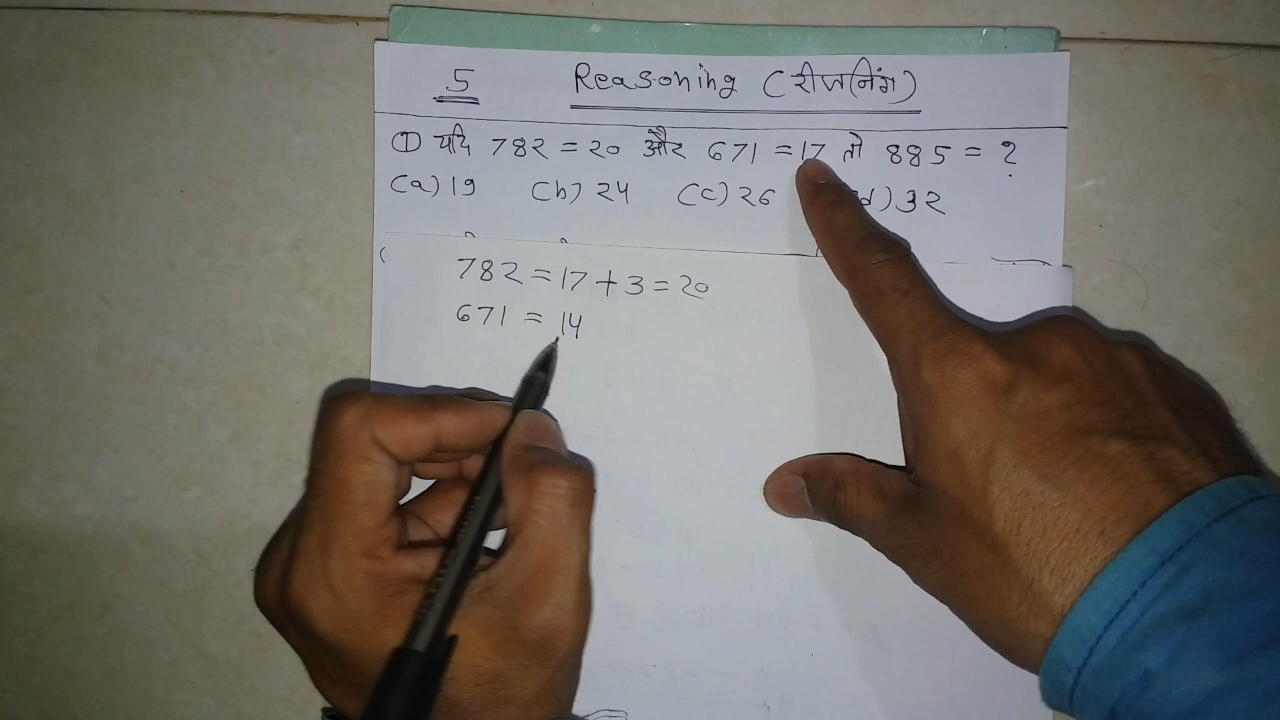 5 Reasoning (रीजनिंग)
① यदि 782 = 20 और 671 = 17 तो 885 = ?
(a) 19 (b) 24 (c) 26 (d) 32
782 = 17 + 3 = 20
671 = 14